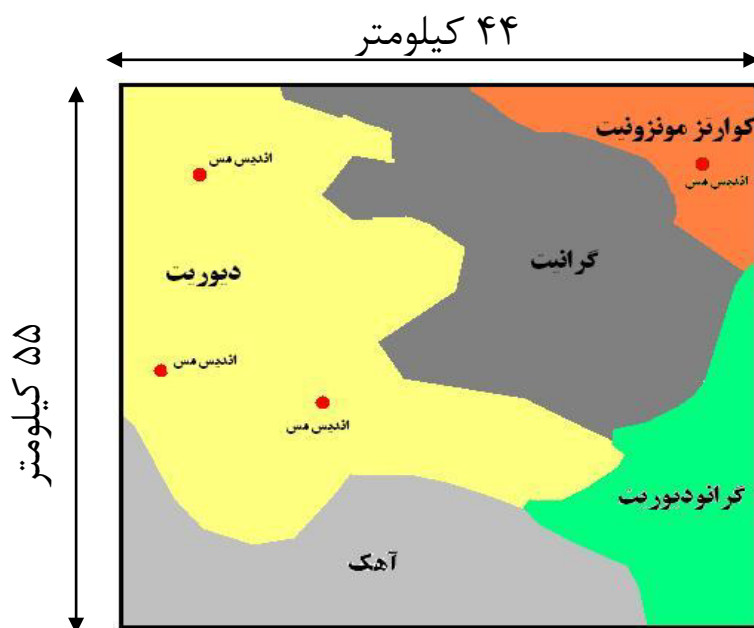 ۴۴ کیلومتر
۵۵ کیلومتر
کوارتز مونزونیت
اندیس مس
اندیس مس
گرانیت
دیوریت
اندیس مس
اندیس مس
گرانودیوریت
آهک